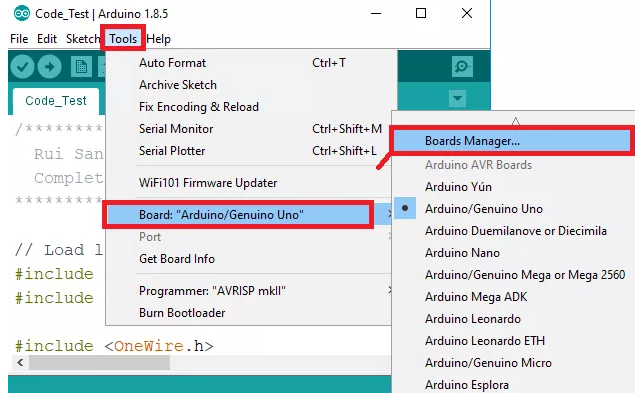 Code_Test | Arduino 1.8.5
File Edit Sketch Tools Help
Auto Format Ctrl+T
Archive Sketch
Fix Encoding & Reload
Serial Monitor Ctrl+Shift+M
Serial Plotter Ctrl+Shift+L
WiFi101 Firmware Updater
Board: "Arduino/Genuino Uno"
Port
Get Board Info
Programmer: "AVRISP mkII"
Burn Bootloader
Boards Manager...
Arduino AVR Boards
Arduino Yún
Arduino/Genuino Uno
Arduino Duemilanove or Diecimila
Arduino Nano
Arduino/Genuino Mega or Mega 2560
Arduino Mega ADK
Arduino Leonardo
Arduino Leonardo ETH
Arduino/Genuino Micro
Arduino Esplora
Code_Test
/********
Rui San
Complet
*********
// Load l
#include
#include
#include <OneWire.h>